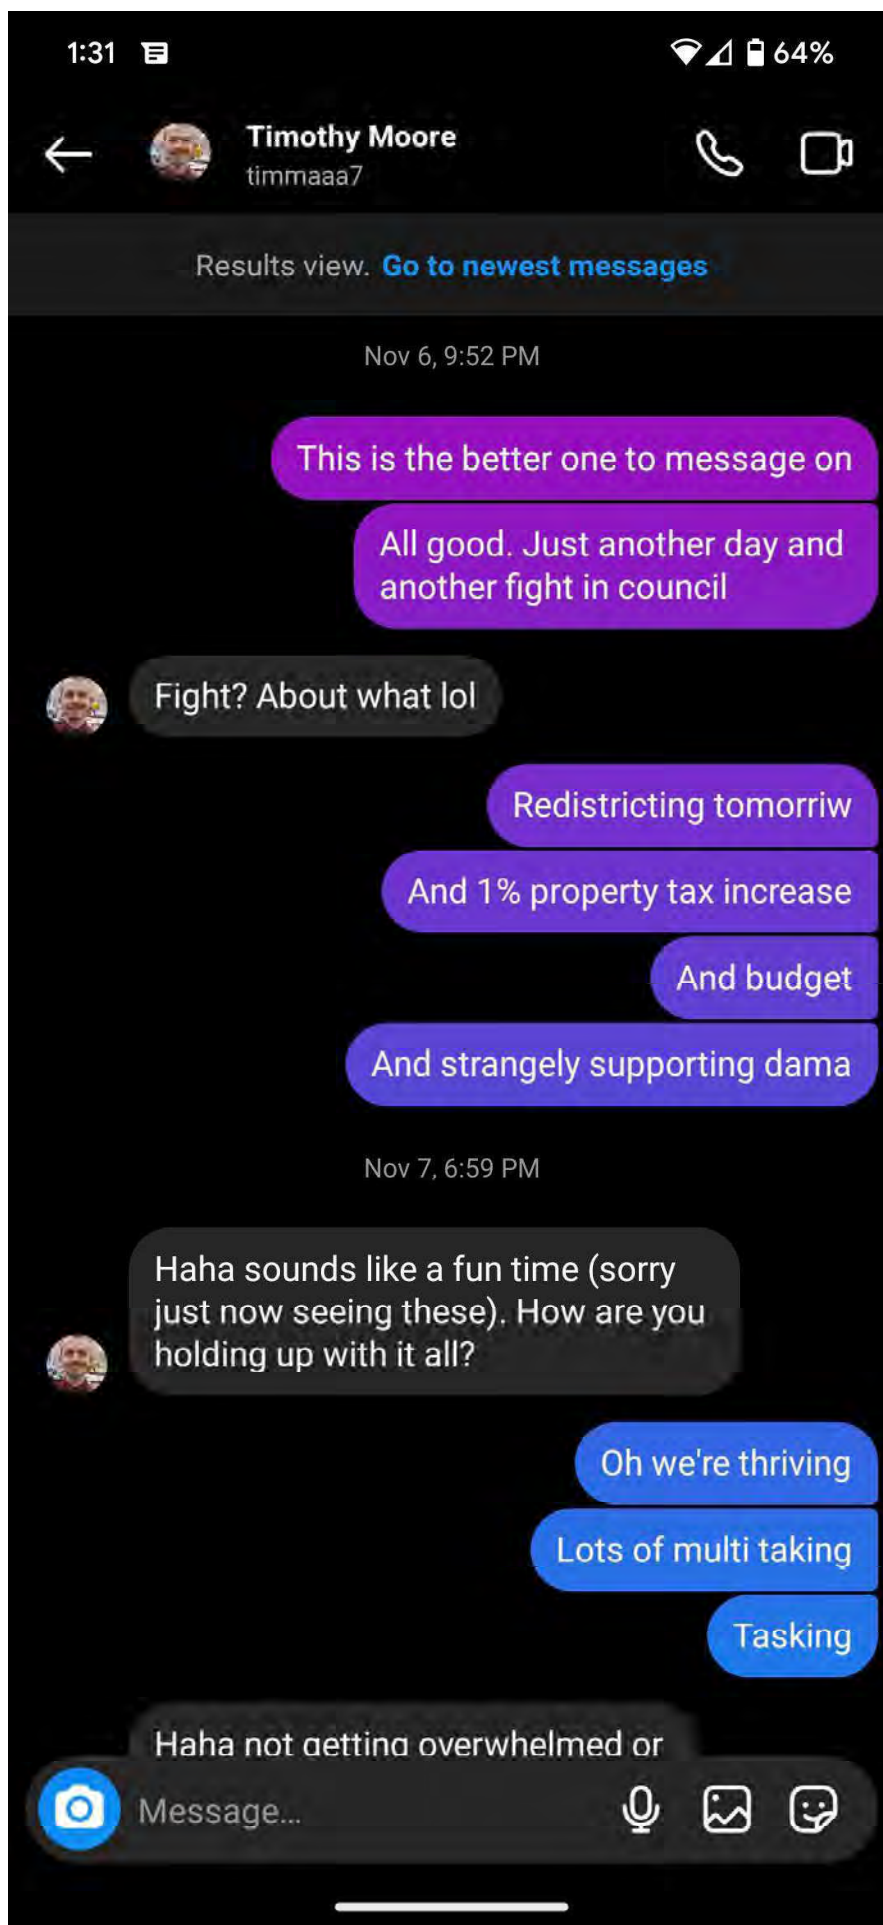 1:31 64%
Timothy Moore
timmaaa7
Results view. Go to newest messages
Nov 6, 9:52 PM
This is the better one to message on
All good. Just another day and
another fight in council
Fight? About what lol
Redistricting tomorriw
And 1% property tax increase
And budget
And strangely supporting dama
Nov 7, 6:59 PM
Haha sounds like a fun time (sorry
just now seeing these). How are you
holding up with it all?
Oh we're thriving
Lots of multi taking
Tasking
Haha not getting overwhelmed or
Message...